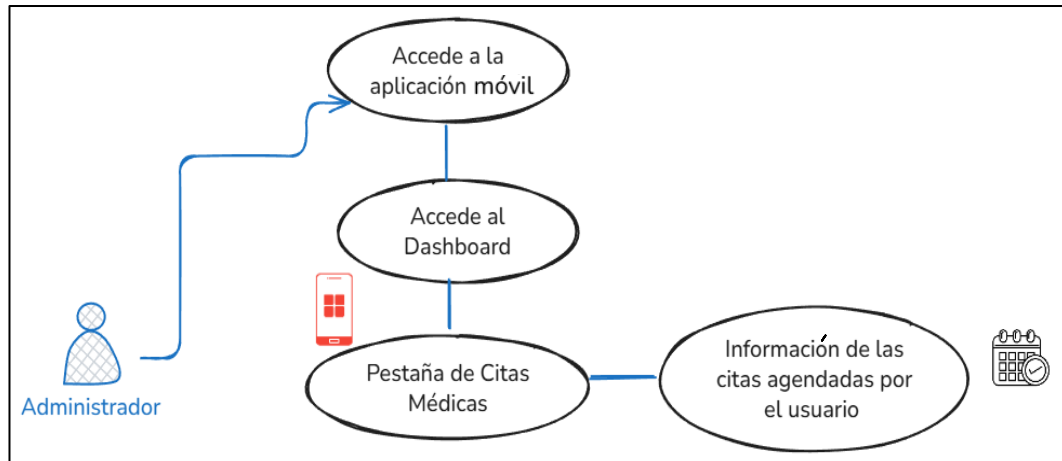 Accede a la
aplicación móvil
Accede al
Dashboard
Pestaña de Citas
Médicas
Información de las
citas agendadas por
el usuario
Administrador